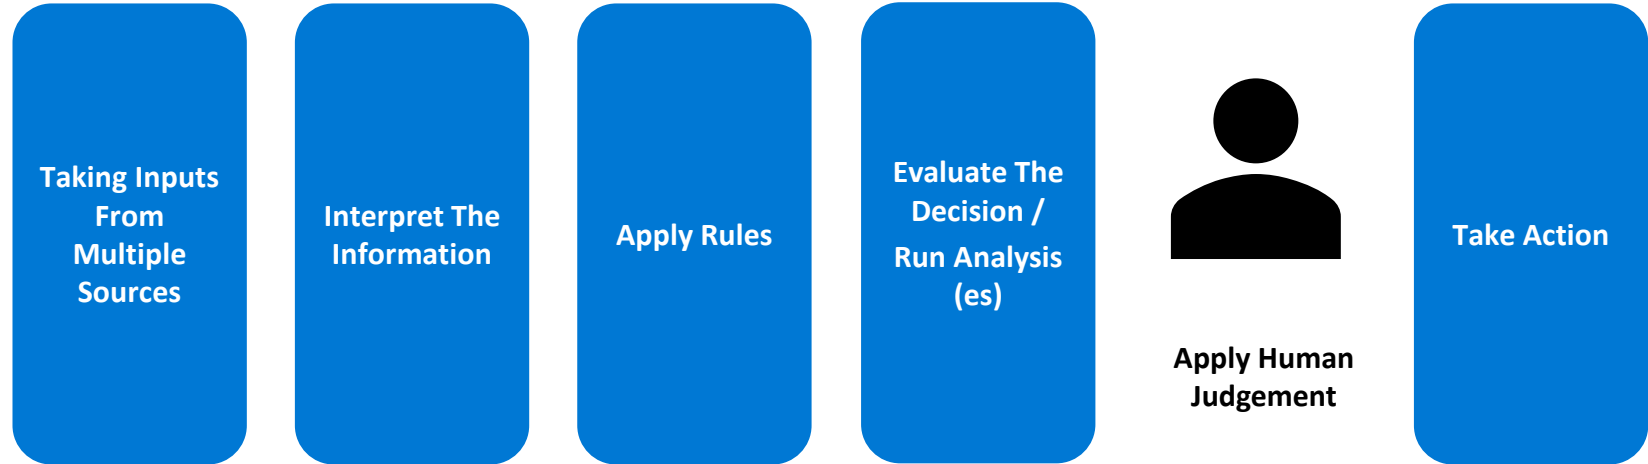 Taking Inputs
From
Multiple
Sources
Interpret The
Information
Apply Rules
Evaluate The
Decision /
Run Analysis
(es)
Apply Human
Judgement
Take Action